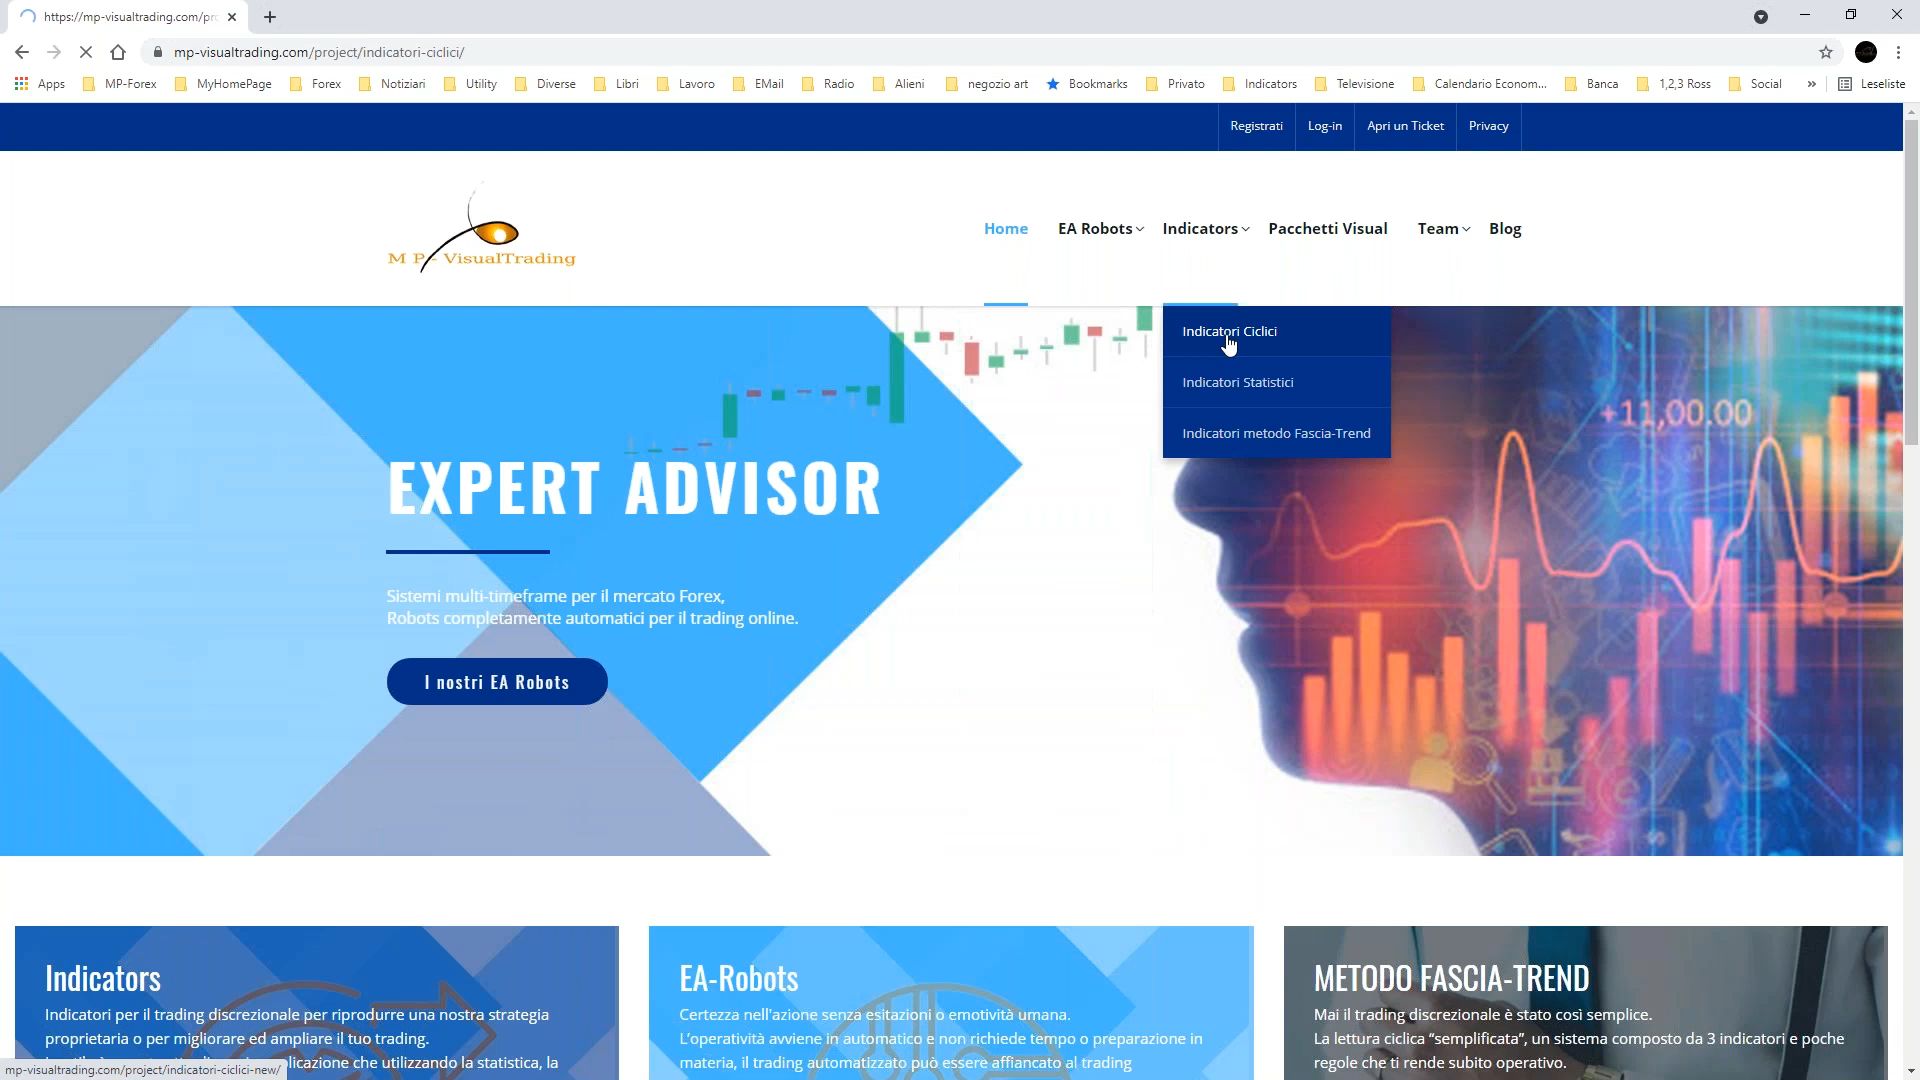 https://mp-visualtrading.com/pro
mp-visualtrading.com/project/indicatori-ciclici/
Apps MP-Forex MyHomePage Forex Notiziari Utility Diverse Libri Lavoro EMail Radio Alieni negozio art Bookmarks Privato Indicators Televisione Calendario Econom... Banca 1,2,3 Ross Social » Leseliste
Registrati Log-in Apri un Ticket Privacy
M P - VisualTrading
Home EA Robots Indicators Pacchetti Visual Team Blog
Indicatori Ciclici
Indicatori Statistici
Indicatori metodo Fascia-Trend
+11,00.00
EXPERT ADVISOR
Sistemi multi-timeframe per il mercato Forex,
Robots completamente automatici per il trading online.
I nostri EA Robots
Indicators
Indicatori per il trading discrezionale per riprodurre una nostra strategia
proprietaria o per migliorare ed ampliare il tuo trading.
plicazione che utilizzando la statistica, la
EA-Robots
Certezza nell'azione senza esitazioni o emotività umana.
L'operatività avviene in automatico e non richiede tempo o preparazione in
materia, il trading automatizzato può essere affiancato al trading
METODO FASCIA-TREND
Mai il trading discrezionale è stato così semplice.
La lettura ciclica "semplificata", un sistema composto da 3 indicatori e poche
regole che ti rende subito operativo.
mp-visualtrading.com/project/indicatori-ciclici-new/